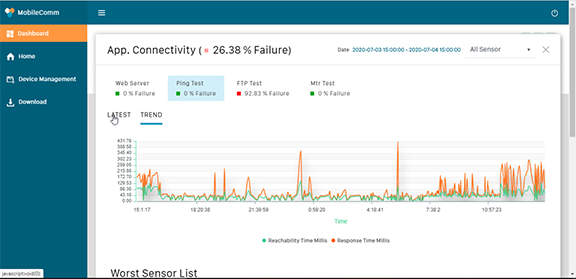 MobileComm
Dashboard
Home
Device Management
Download
App. Connectivity ( 26.38 % Failure)
Date 2020-07-03 15:00:00 - 2020-07-04 15:00:00
All Sensor
Web Server
0 % Failure
Ping Test
0 % Failure
FTP Test
92.83 % Failure
Mtr Test
0 % Failure
LATEST
TREND
431.76
388.58
345.40
302.23
259.05
215.88
172.70
129.53
86.35
43.18
0.00
15:1:17
18:20:38
21:39:59
0:59:20
4:18:41
7:38:2
10:57:23
Time
Reachability Time Millis
Response Time Millis
Worst Sensor List
javascript:void(0);